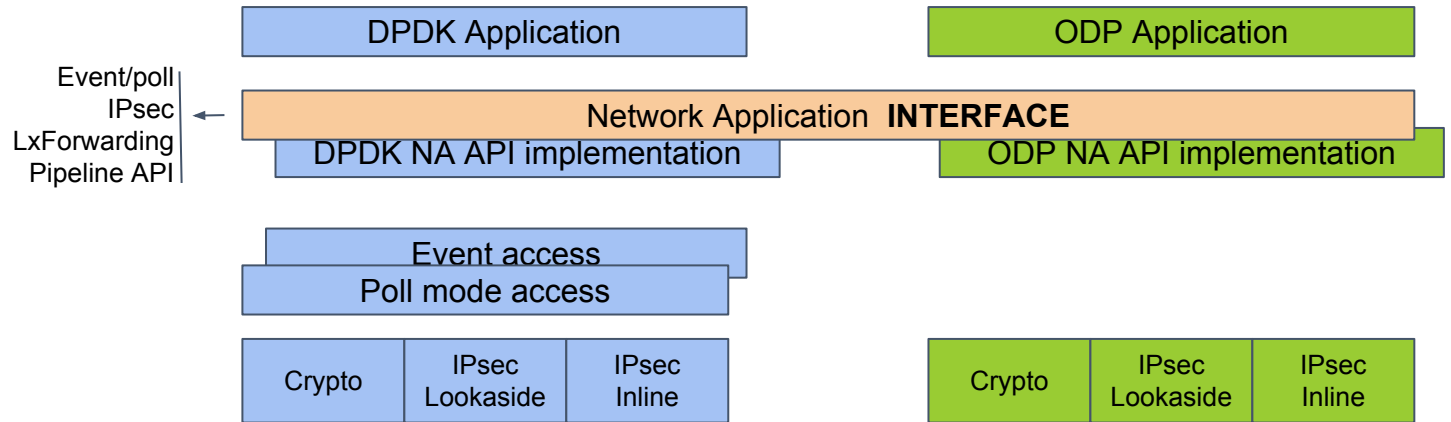 DPDK Application
ODP Application
Event/poll
IPsec
LxForwarding
Pipeline API
Network Application INTERFACE
DPDK NA API implementation
ODP NA API implementation
Event access
Poll mode access
Crypto
IPsec
Lookaside
IPsec
Inline
Crypto
IPsec
Lookaside
IPsec
Inline